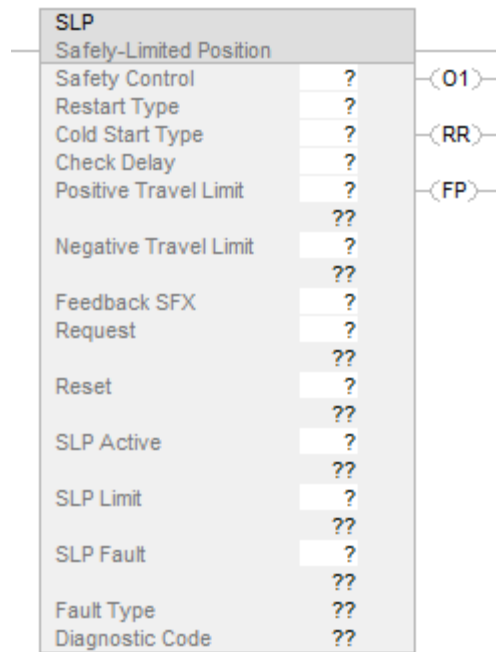 SLP
Safely-Limited Position
Safety Control ? (O1)
Restart Type ?
Cold Start Type ? (RR)
Check Delay ?
Positive Travel Limit ? (FP)
??
Negative Travel Limit ?
??
Feedback SFX ?
Request ?
??
Reset ?
??
SLP Active ?
??
SLP Limit ?
??
SLP Fault ?
??
Fault Type ??
Diagnostic Code ??